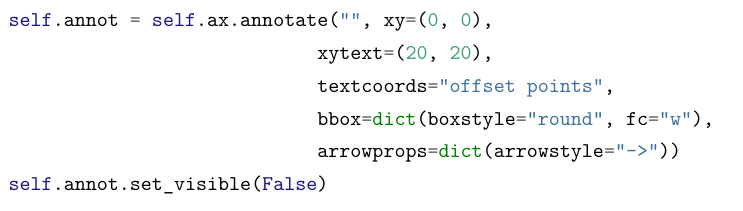 self.annot = self.ax.annotate("", xy=(0, 0),
                              xytext=(20, 20),
                              textcoords="offset points",
                              bbox=dict(boxstyle="round", fc="w"),
                              arrowprops=dict(arrowstyle="->"))
self.annot.set_visible(False)